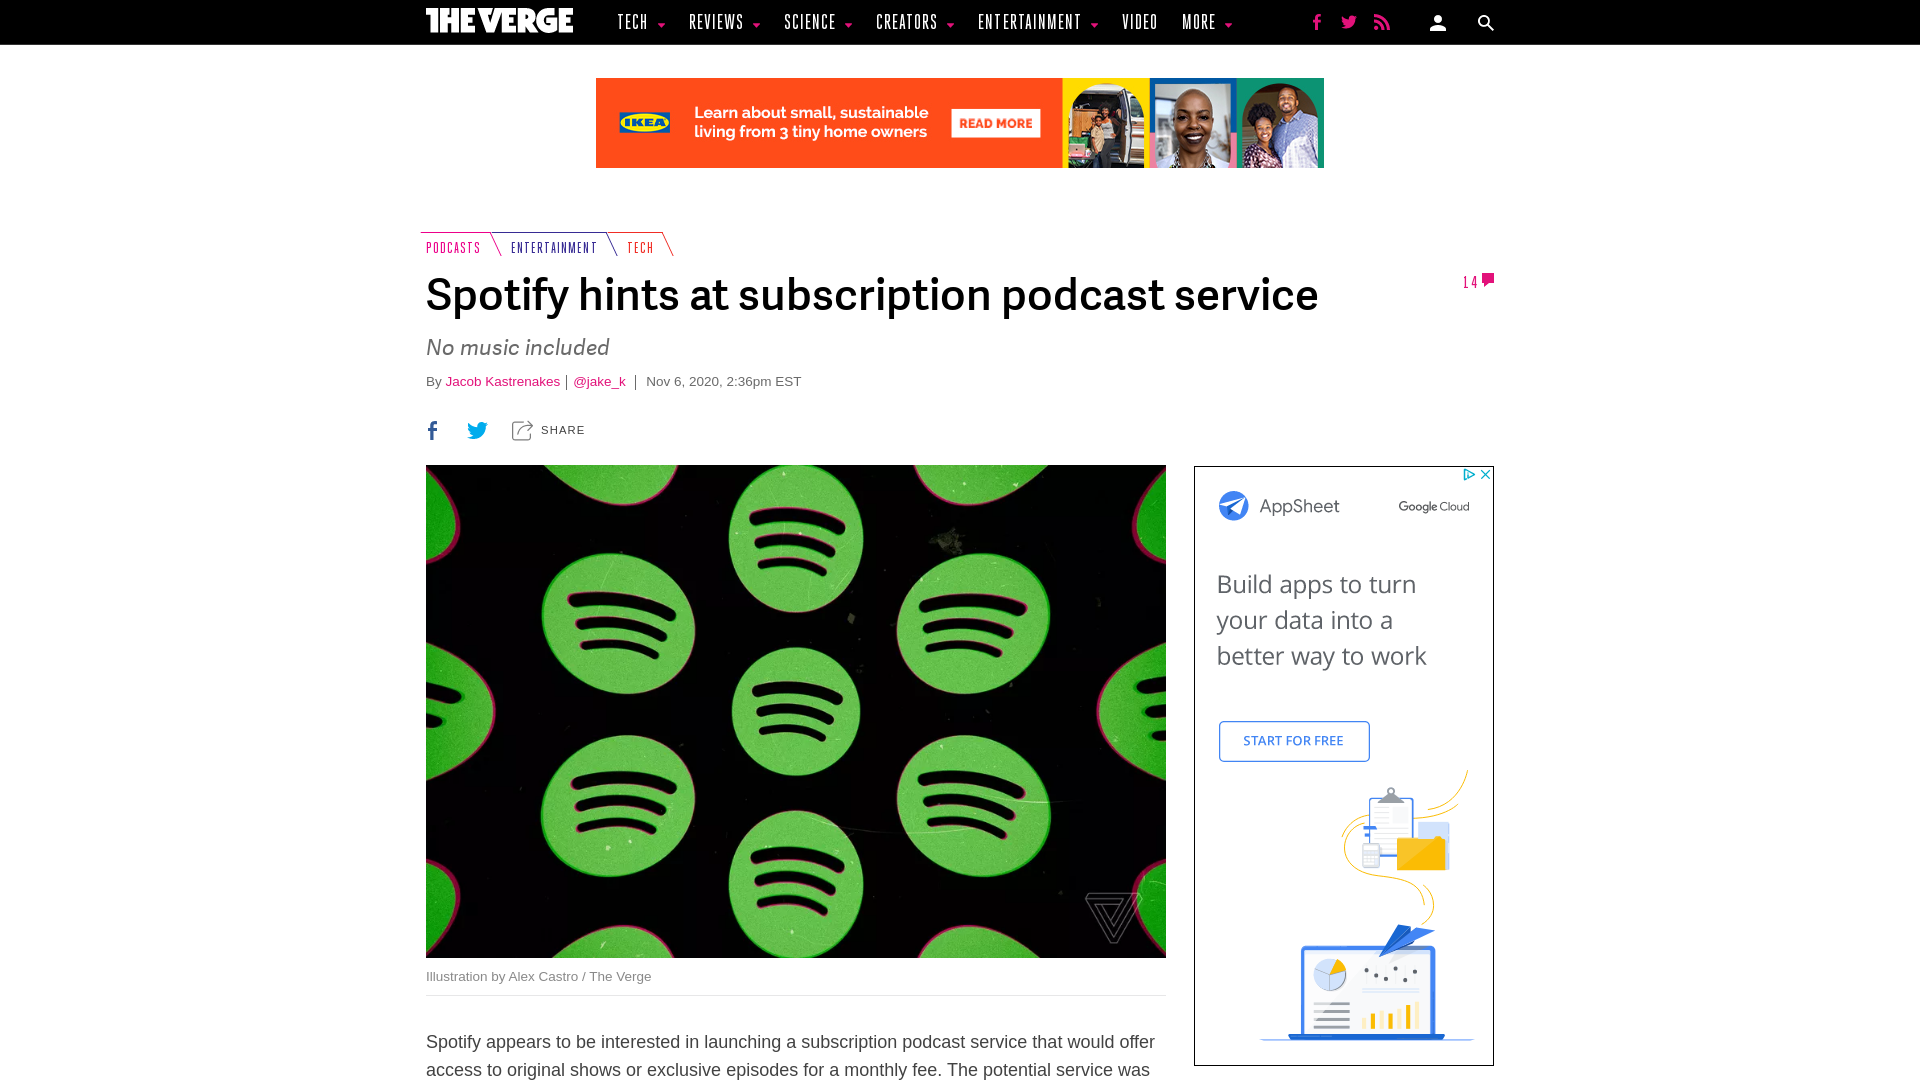 THE VERGE
TECH REVIEWS SCIENCE CREATORS ENTERTAINMENT VIDEO MORE
IKEA
Learn about small, sustainable
living from 3 tiny home owners
READ MORE
PODCASTS ENTERTAINMENT TECH
Spotify hints at subscription podcast service
14
No music included
By Jacob Kastrenakes | @jake_k | Nov 6, 2020, 2:36pm EST
SHARE
AppSheet
Google Cloud
Build apps to turn
your data into a
better way to work
START FOR FREE
Illustration by Alex Castro / The Verge
Spotify appears to be interested in launching a subscription podcast service that would offer
access to original shows or exclusive episodes for a monthly fee. The potential service was